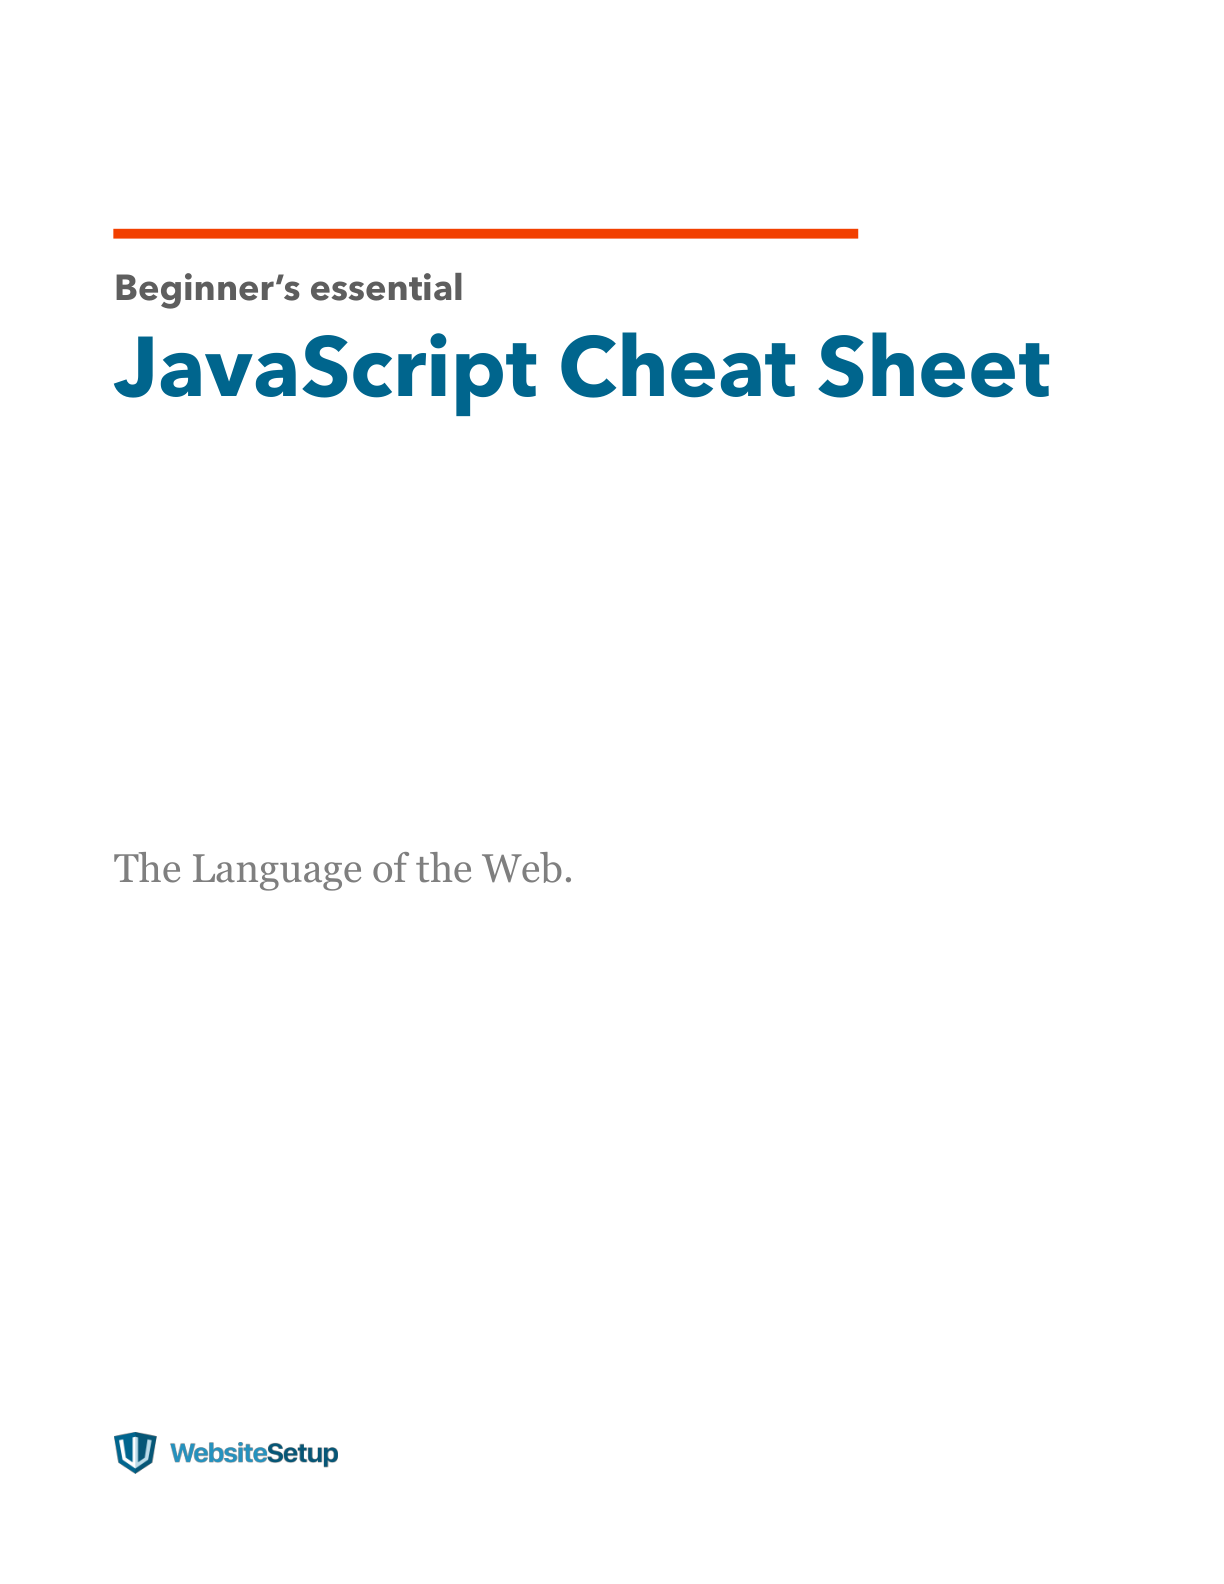 Beginner’s essential
JavaScript Cheat Sheet
The Language of the Web.
WebsiteSetup